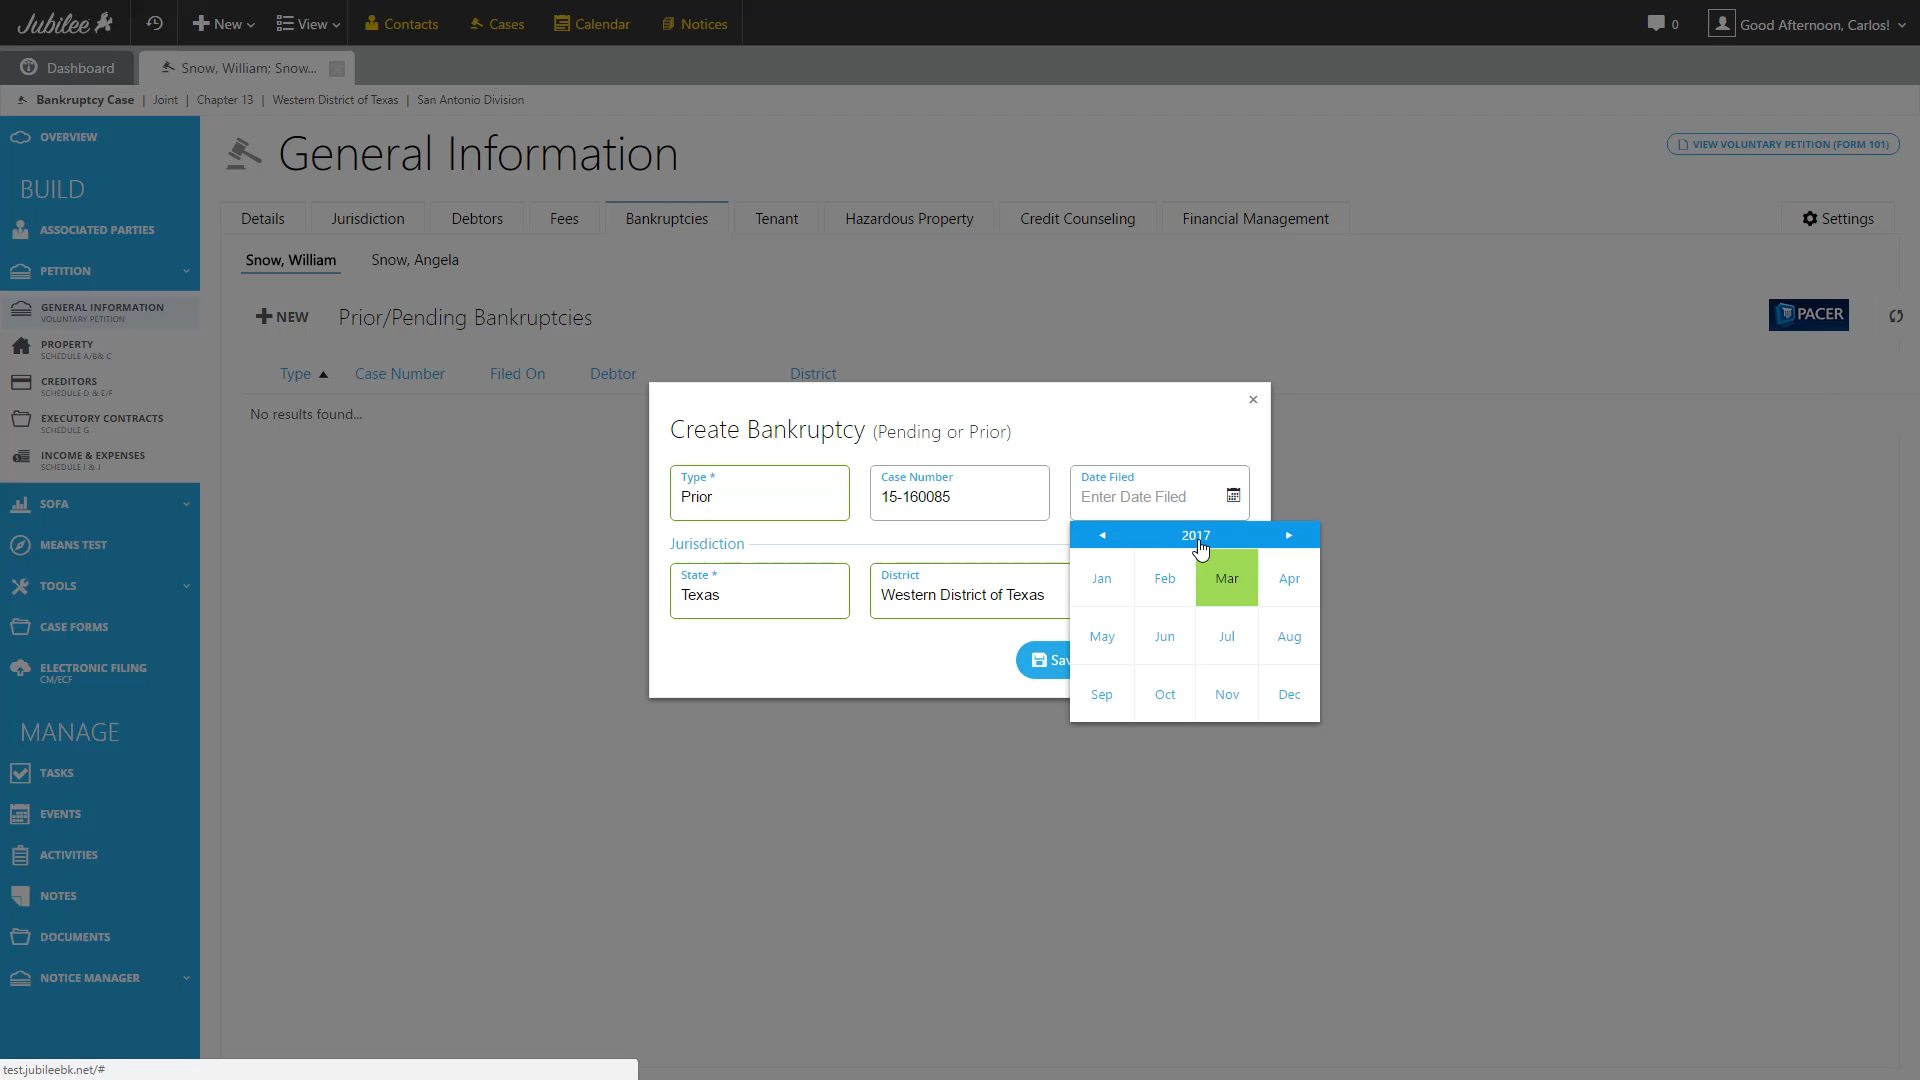 Jubilee
New
View
Contacts
Cases
Calendar
Notices
0
Good Afternoon, Carlos!
Dashboard
Snow, William; Snow...
Bankruptcy Case | Joint | Chapter 13 | Western District of Texas | San Antonio Division
OVERVIEW
BUILD
ASSOCIATED PARTIES
PETITION
GENERAL INFORMATION
VOLUNTARY PETITION
PROPERTY
SCHEDULE A/B& C
CREDITORS
SCHEDULE D & E/F
EXECUTORY CONTRACTS
SCHEDULE G
INCOME & EXPENSES
SCHEDULE I & J
SOFA
MEANS TEST
TOOLS
CASE FORMS
ELECTRONIC FILING
CM/ECF
MANAGE
TASKS
EVENTS
ACTIVITIES
NOTES
DOCUMENTS
NOTICE MANAGER
General Information
VIEW VOLUNTARY PETITION (FORM 101)
Details
Jurisdiction
Debtors
Fees
Bankruptcies
Tenant
Hazardous Property
Credit Counseling
Financial Management
Settings
Snow, William
Snow, Angela
NEW
Prior/Pending Bankruptcies
PACER
Type
Case Number
Filed On
Debtor
District
No results found...
Create Bankruptcy (Pending or Prior)
×
Type *
Prior
Case Number
15-160085
Date Filed
Enter Date Filed
Jurisdiction
State *
Texas
District
Western District of Texas
Sav
2017
Jan Feb Mar Apr
May Jun Jul Aug
Sep Oct Nov Dec
test.jubileebk.net/#